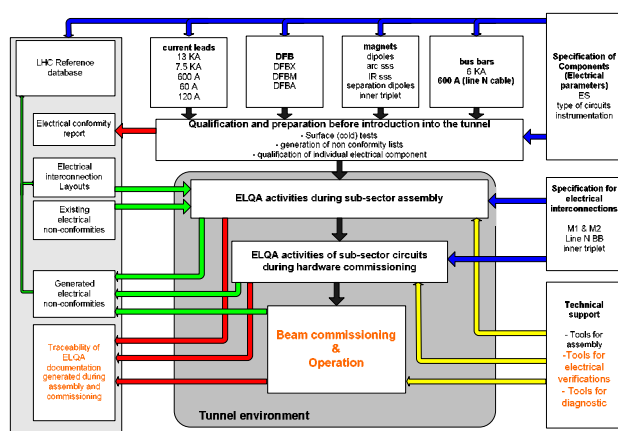 LHC Reference
database
current leads
13 KA
7.5 KA
600 A
60 A
120 A
DFB
DFBX
DFBM
DFBA
magnets
dipoles
arc sss
IR sss
separation dipoles
inner triplet
bus bars
6 KA
600 A (line N cable)
Specification of
Components
(Electrical
parameters)
ES
type of circuits
instrumentation
Electrical conformity
report
Qualification and preparation before introduction into the tunnel
- Surface (cold) tests
- generation of non conformity lists
- qualification of individual electrical component
Electrical
interconnection
Layouts
Existing
electrical
non-conformities
ELQA activities during sub-sector assembly
Specification for
electrical
interconnections
M1 & M2
Line N BB
inner triplet
ELQA activities of sub-sector circuits
during hardware commissioning
Generated
electrical
non-conformities
Traceability of
ELQA
documentation
generated during
assembly and
commissioning
Beam commissioning
&
Operation
Technical
support
- Tools for
assembly
-Tools for
electrical
verifications
- Tools for
diagnostic
Tunnel environment